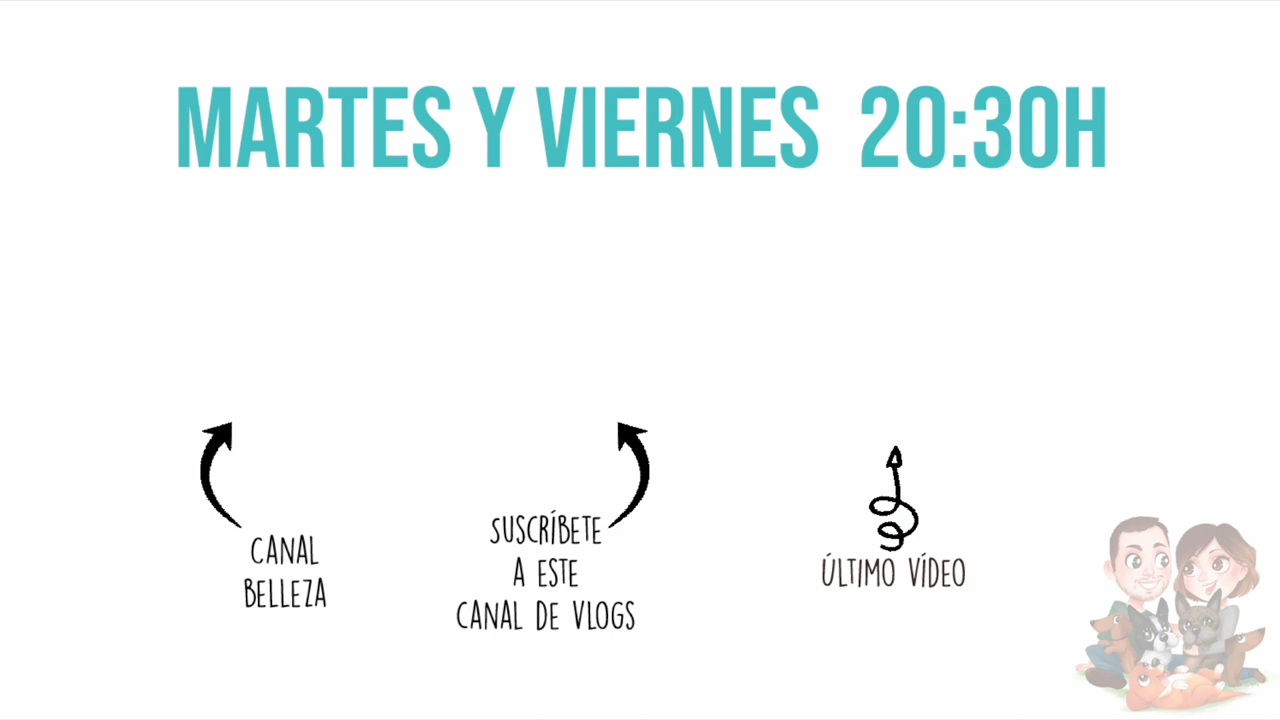 MARTES Y VIERNES 20:30H
CANAL
BELLEZA
SUSCRÍBETE
A ESTE
CANAL DE VLOGS
ÚLTIMO VÍDEO